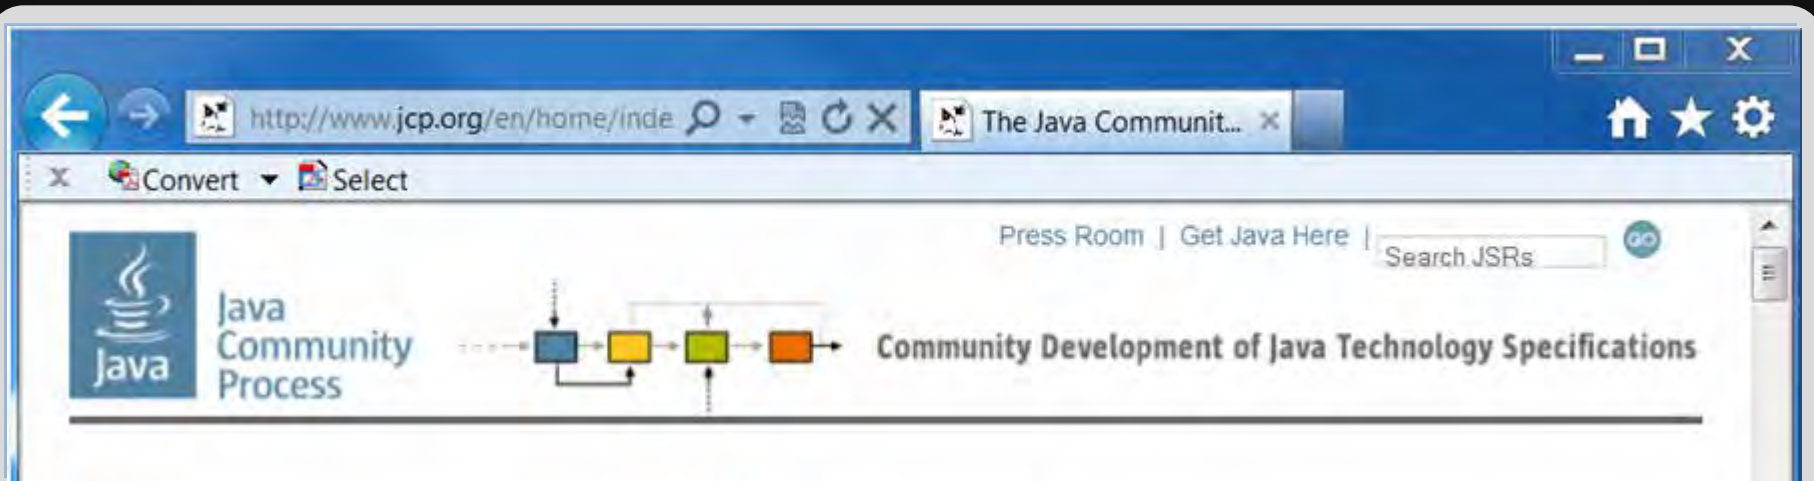 http://www.jcp.org/en/home/inde
The Java Communit...
Convert
Select
Press Room | Get Java Here |
Search JSRs
GO
Java
Java
Community
Process
Community Development of Java Technology Specifications